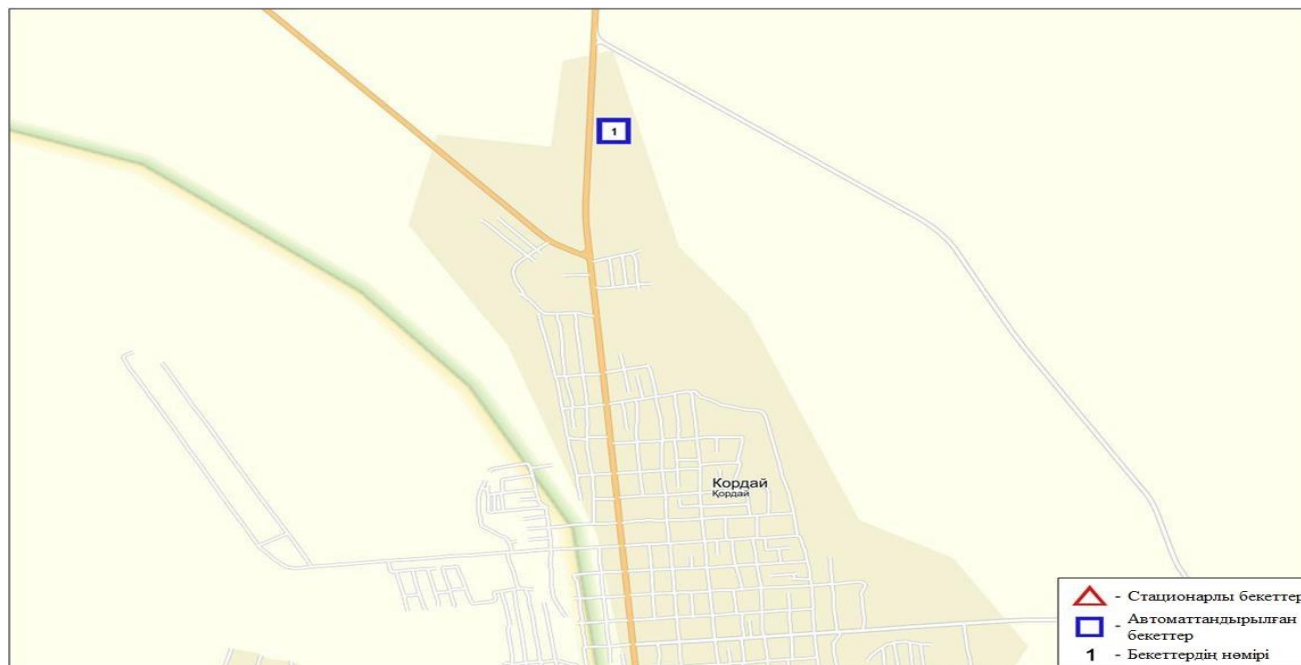 1
Кордай
Қордай
- Стационарлы бекеттер
- Автоматтандырылған
бекеттер
1 - Бекеттердің нөмірі